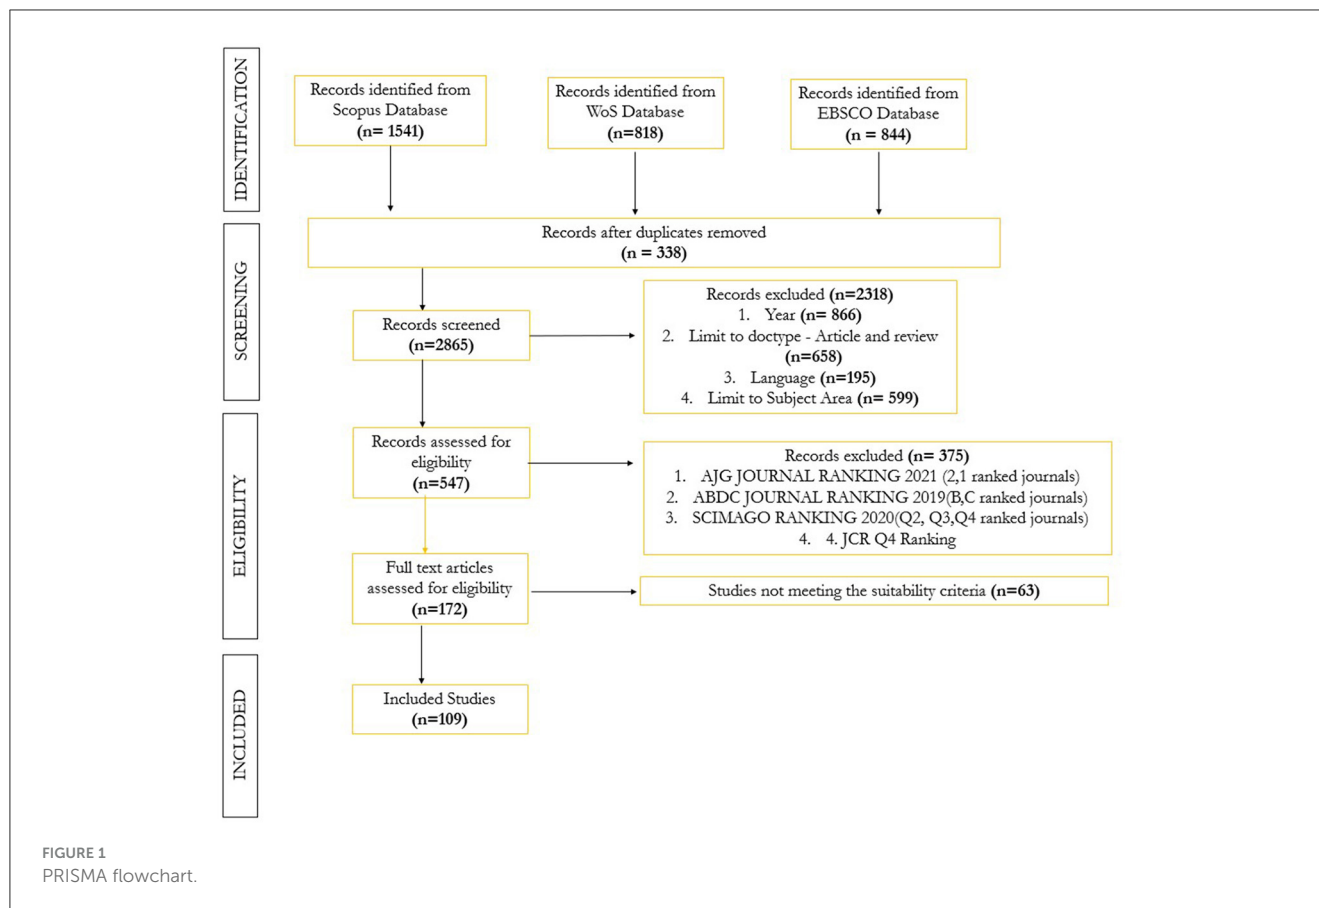 IDENTIFICATION
Records identified from
Scopus Database
(n= 1541)
Records identified from
WoS Database
(n=818)
Records identified from
EBSCO Database
(n = 844)
SCREENING
Records after duplicates removed
(n = 338)
Records screened
(n=2865)
Records excluded (n=2318)
1. Year (n= 866)
2. Limit to doctype - Article and review
(n=658)
3. Language (n=195)
4. Limit to Subject Area (n= 599)
ELIGIBILITY
Records assessed for
eligibility
(n=547)
Records excluded (n= 375)
1. AJG JOURNAL RANKING 2021 (2,1 ranked journals)
2. ABDC JOURNAL RANKING 2019(B,C ranked journals)
3. SCIMAGO RANKING 2020(Q2, Q3,Q4 ranked journals)
4. 4. JCR Q4 Ranking
Full text articles
assessed for eligibility
(n=172)
Studies not meeting the suitability criteria (n=63)
INCLUDED
Included Studies
(n=109)
FIGURE 1
PRISMA flowchart.